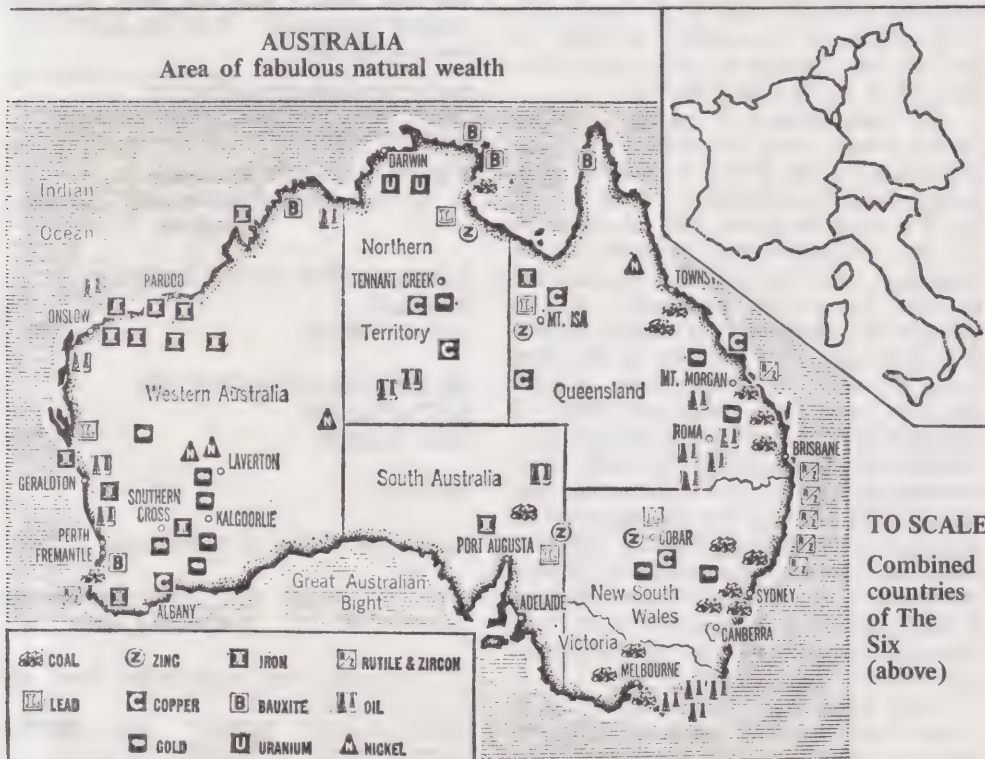 AUSTRALIA
Area of fabulous natural wealth
Indian
Ocean
DARWIN
B
B
B
B
U U
I
L
Z
Northern
TENNANT CREEK
C
Territory
C
N
TOWNSV.
I
L
C
Z
MT. ISA
C
C
R/Z
MT. MORGAN
Queensland
ROMA
BRISBANE
R/Z
R/Z
R/Z
R/Z
R/Z
ONSLOW
I I I
I I I I
Western Australia
N
N N
L
I
LAVERTON
GERALDTON
I
SOUTHERN
CROSS
KALGOORLIE
I
PERTH
FREMANTLE
B
R/Z
I
C
ALBANY
South Australia
I
PORT AUGUSTA
Z
L
Great Australian
Bight
ADELAIDE
L
Z
COBAR
C
New South
Wales
SYDNEY
CANBERRA
Victoria
MELBOURNE
TO SCALE
Combined
countries
of The
Six
(above)
COAL Z ZINC I IRON R/Z RUTILE & ZIRCON
L LEAD C COPPER B BAUXITE OIL
GOLD U URANIUM N NICKEL